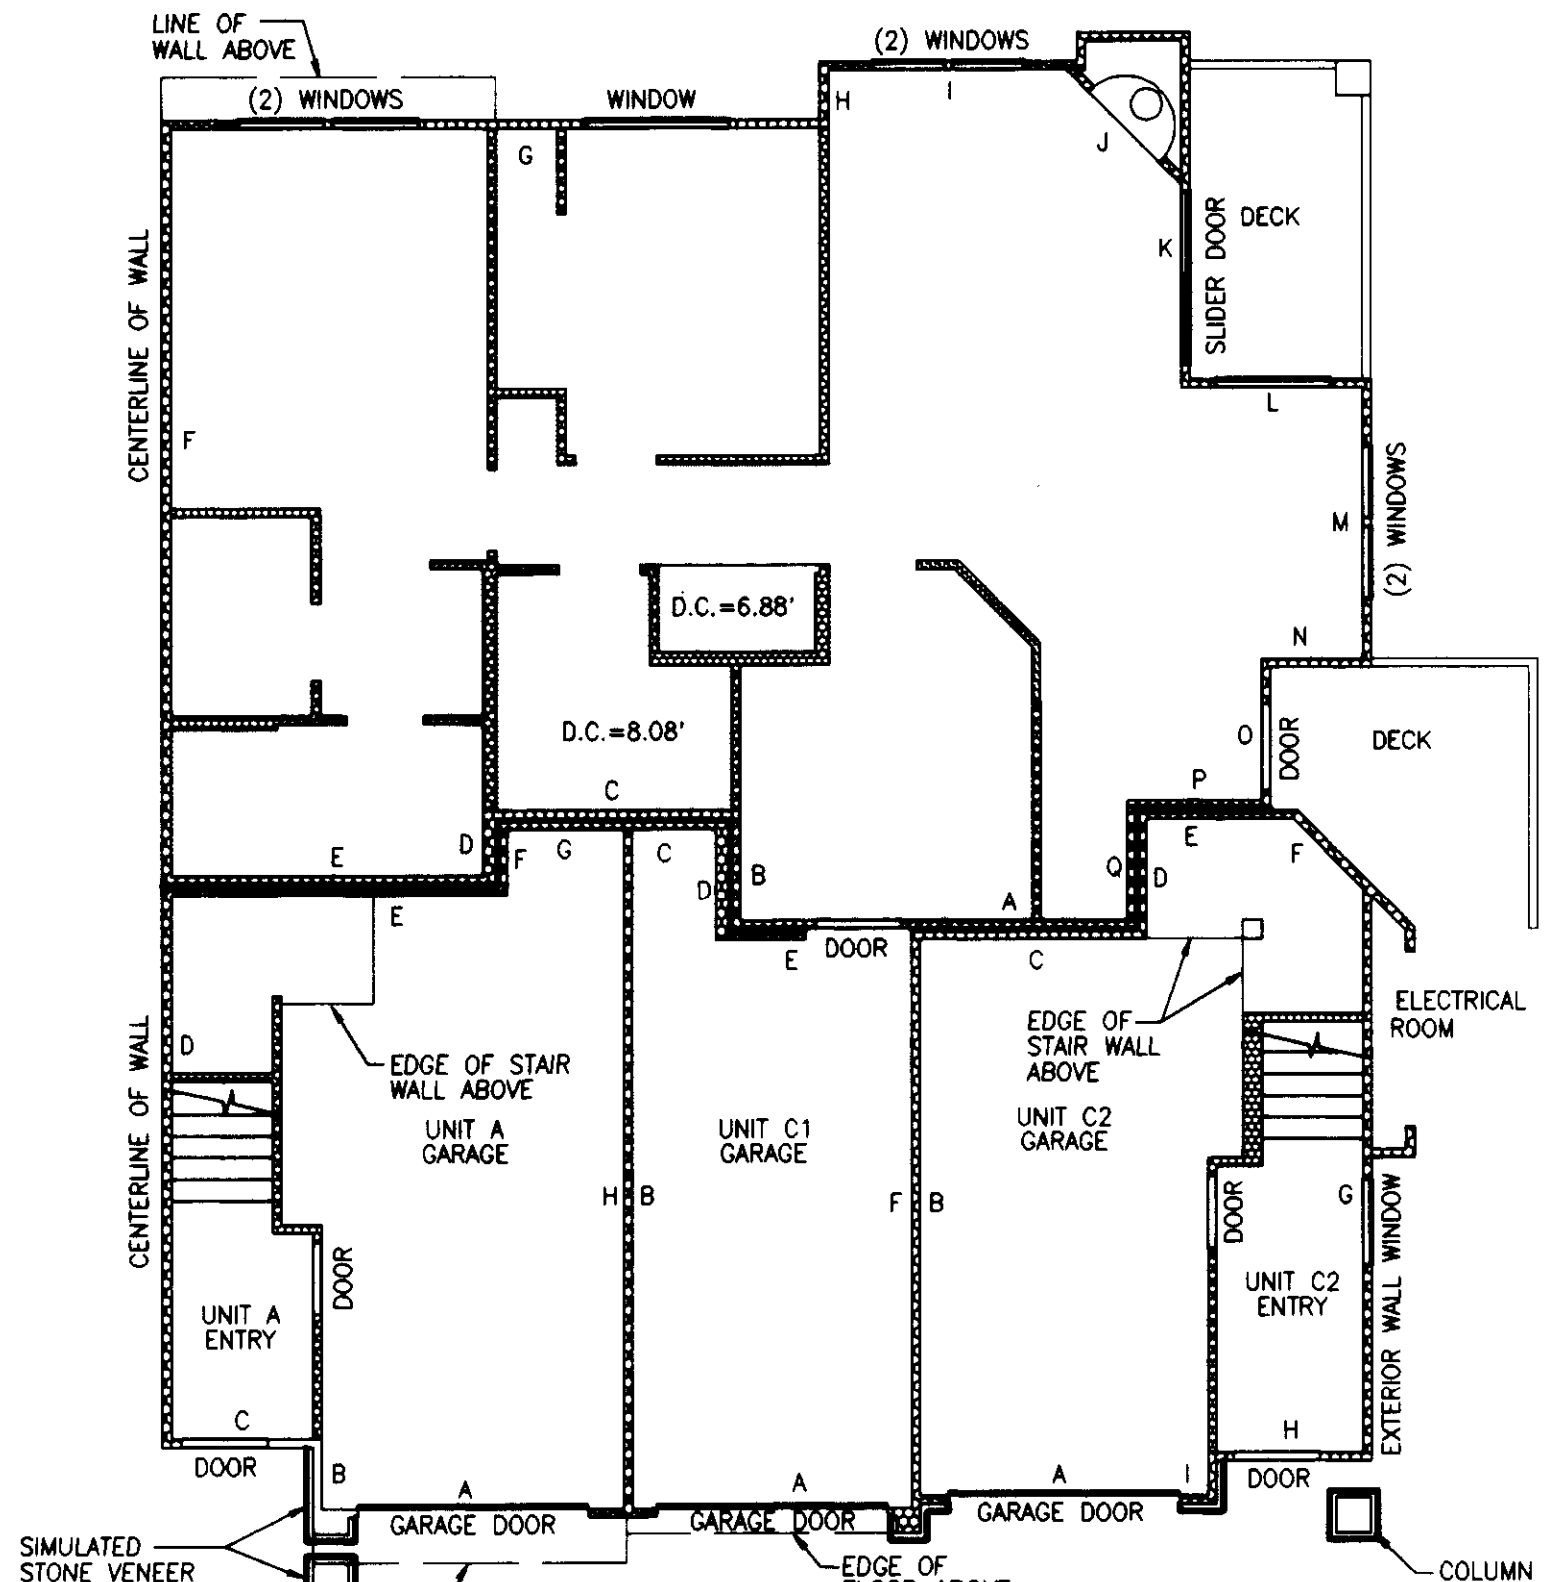 LINE OF
WALL ABOVE
(2) WINDOWS
(2) WINDOWS
WINDOW
H
I
G
J
DECK
K
SLIDER DOOR
CENTERLINE OF WALL
L
F
M
(2) WINDOWS
D.C.=6.88'
N
D.C.=8.08'
O
DOOR
DECK
C
P
E
D
F
G
C
E
F
D
B
Q
D
A
E
E
DOOR
C
ELECTRICAL
ROOM
EDGE OF
STAIR WALL
ABOVE
D
EDGE OF STAIR
WALL ABOVE
CENTERLINE OF WALL
UNIT A
GARAGE
UNIT C1
GARAGE
UNIT C2
GARAGE
H
B
F
B
DOOR
G
EXTERIOR WALL WINDOW
DOOR
UNIT A
ENTRY
UNIT C2
ENTRY
C
H
DOOR
B
A
A
A
I
DOOR
GARAGE DOOR
GARAGE DOOR
GARAGE DOOR
SIMULATED
STONE VENEER
EDGE OF
COLUMN